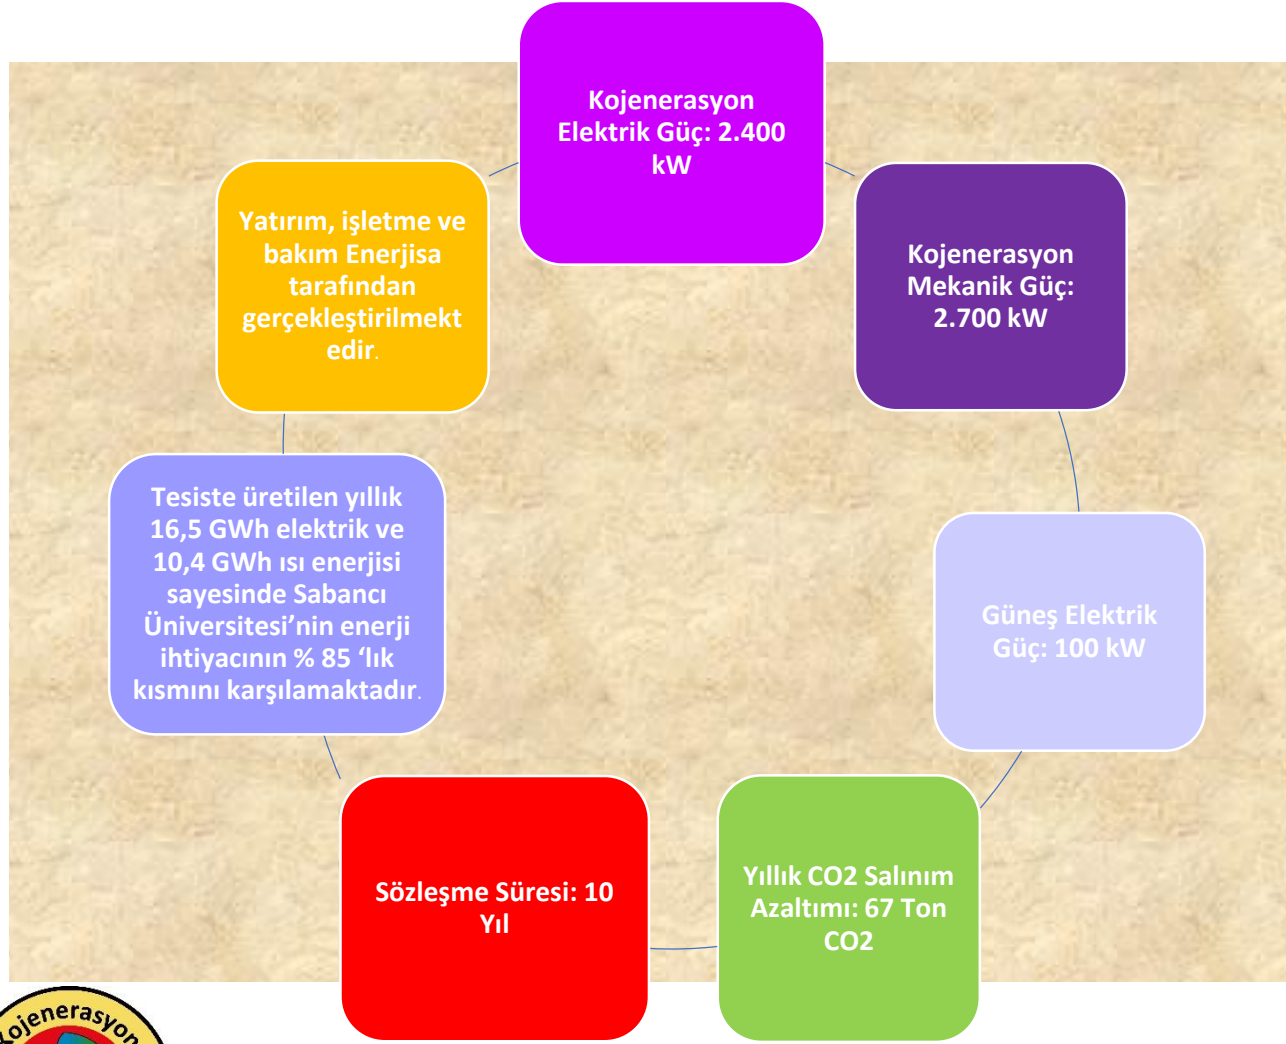 Kojenerasyon
Elektrik Güç: 2.400
kW
Kojenerasyon
Mekanik Güç:
2.700 kW
Güneş Elektrik
Güç: 100 kW
Yıllık CO2 Salınım
Azaltımı: 67 Ton
CO2
Sözleşme Süresi: 10
Yıl
Tesiste üretilen yıllık
16,5 GWh elektrik ve
10,4 GWh ısı enerjisi
sayesinde Sabancı
Üniversitesi’nin enerji
ihtiyacının % 85 ‘lık
kısmını karşılamaktadır.
Yatırım, işletme ve
bakım Enerjisa
tarafından
gerçekleştirilmekt
edir.
Kojenerasyon